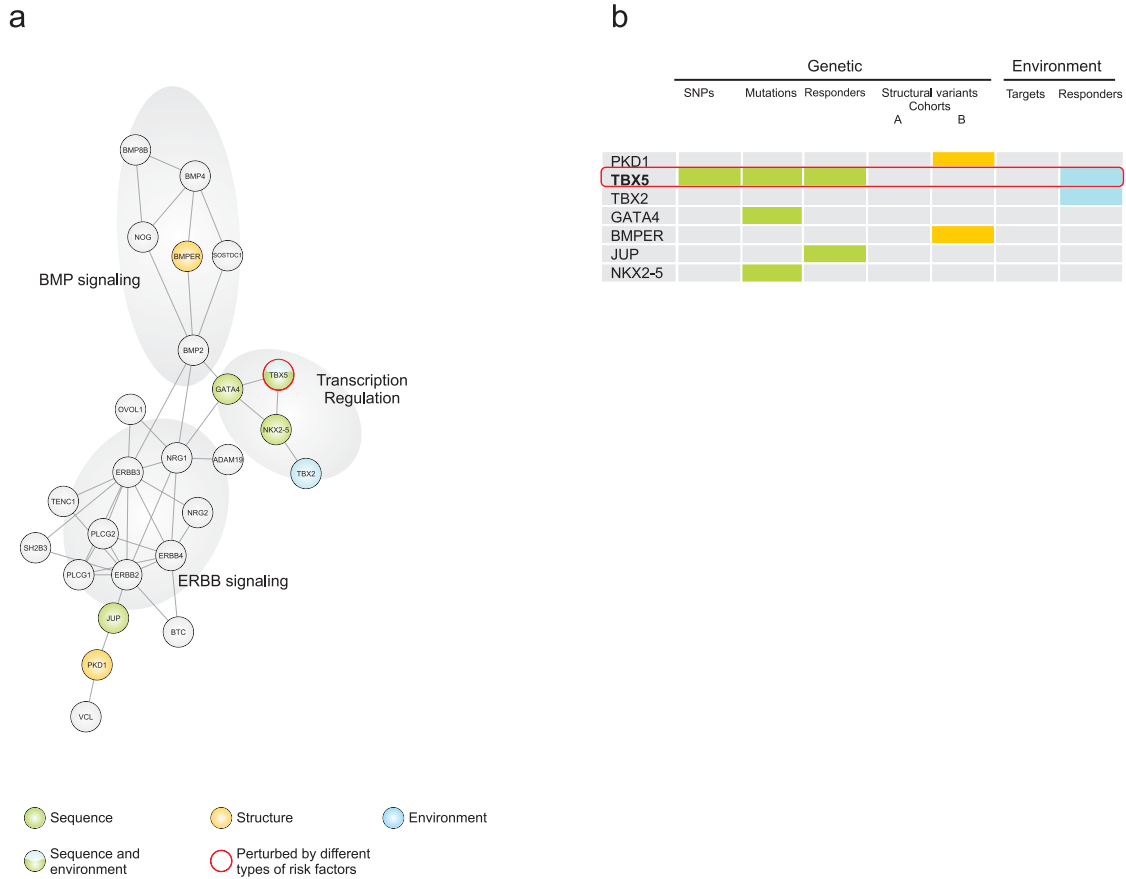 a
BMP8B
BMP4
NOG
BMPER
SOSTDC1
BMP signaling
BMP2
TBX5
GATA4
Transcription
Regulation
OVOL1
NKX2-5
NRG1
ADAM19
ERBB3
TBX2
TENC1
NRG2
PLCG2
SH2B3
ERBB4
PLCG1
ERBB2
ERBB signaling
JUP
BTC
PKD1
VCL
Sequence
Structure
Environment
Sequence and
environment
Perturbed by different
types of risk factors
b
Genetic
Environment
SNPs
Mutations
Responders
Structural variants
Cohorts
A
B
Targets
Responders
PKD1
TBX5
TBX2
GATA4
BMPER
JUP
NKX2-5